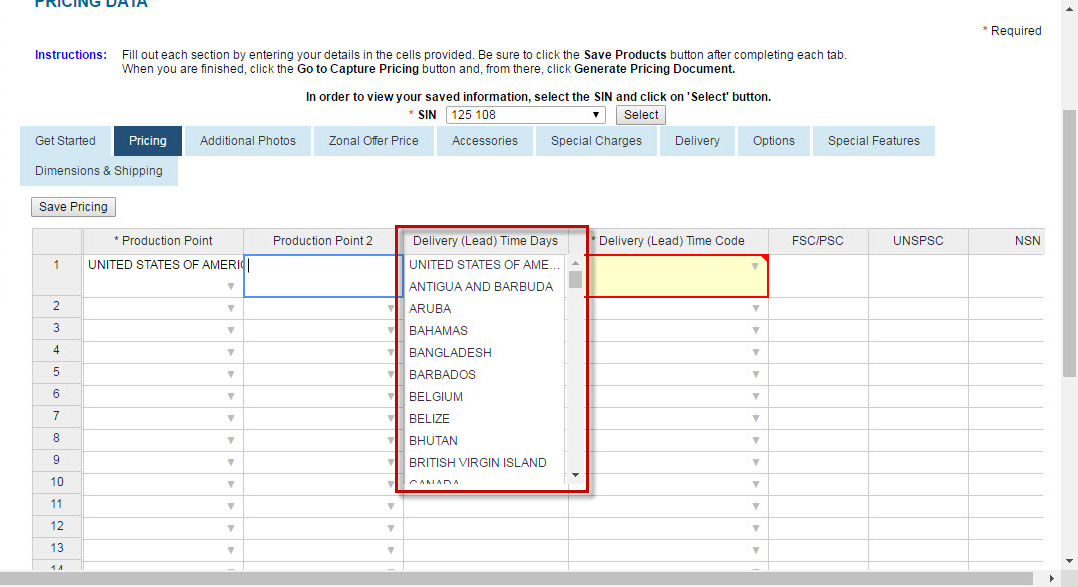 PRICING DATA
* Required
Instructions: Fill out each section by entering your details in the cells provided. Be sure to click the Save Products button after completing each tab.
When you are finished, click the Go to Capture Pricing button and, from there, click Generate Pricing Document.
In order to view your saved information, select the SIN and click on 'Select' button.
* SIN 125 108 Select
Get Started Pricing Additional Photos Zonal Offer Price Accessories Special Charges Delivery Options Special Features
Dimensions & Shipping
Save Pricing
* Production Point Production Point 2 Delivery (Lead) Time Days * Delivery (Lead) Time Code FSC/PSC UNSPSC NSN
1 UNITED STATES OF AMERIC UNITED STATES OF AME...
ANTIGUA AND BARBUDA
2 ARUBA
3 BAHAMAS
4 BANGLADESH
5 BARBADOS
6 BELGIUM
7 BELIZE
8 BHUTAN
9 BRITISH VIRGIN ISLAND
10 CANADA
11
12
13
14